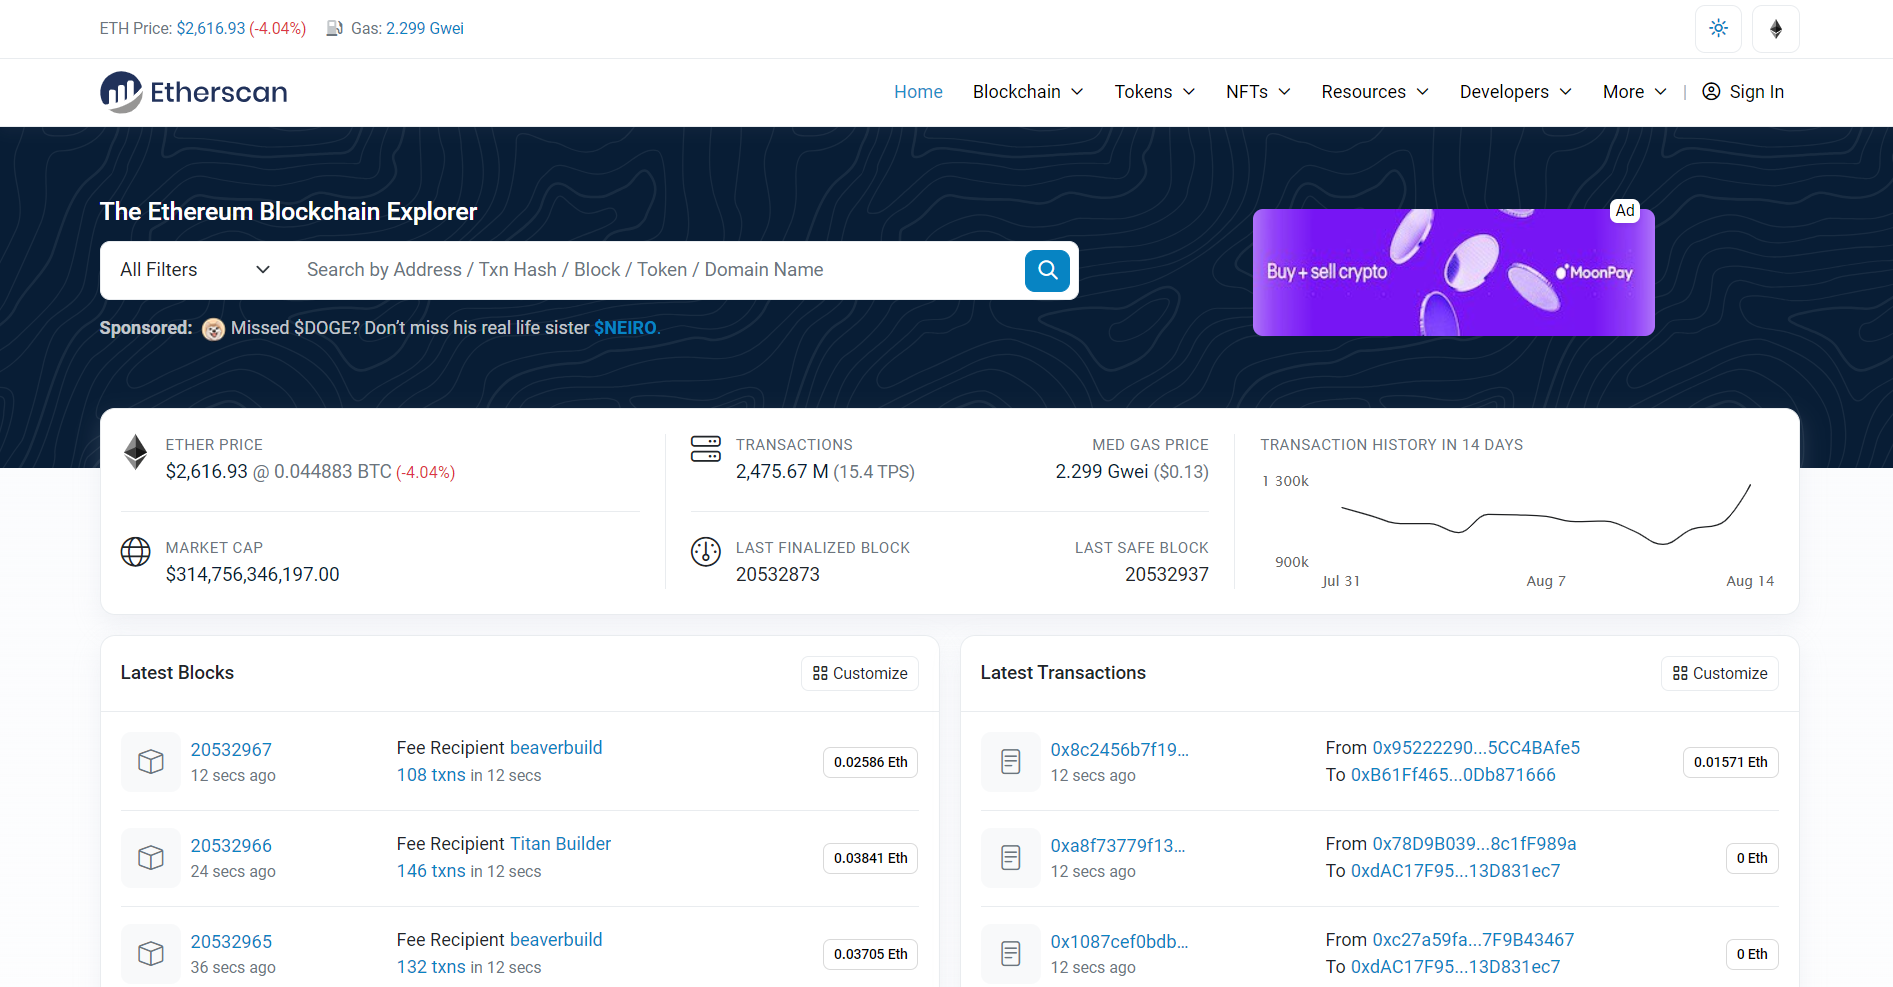 ETH Price: $2,616.93 (-4.04%) Gas: 2.299 Gwei
Etherscan
Home Blockchain Tokens NFTs Resources Developers More | Sign In
The Ethereum Blockchain Explorer
All Filters Search by Address / Txn Hash / Block / Token / Domain Name
Sponsored: Missed $DOGE? Don’t miss his real life sister $NEIRO.
Ad
Buy + sell crypto MoonPay
ETHER PRICE
$2,616.93 @ 0.044883 BTC (-4.04%)
MARKET CAP
$314,756,346,197.00
TRANSACTIONS
2,475.67 M (15.4 TPS)
MED GAS PRICE
2.299 Gwei ($0.13)
LAST FINALIZED BLOCK
20532873
LAST SAFE BLOCK
20532937
TRANSACTION HISTORY IN 14 DAYS
1 300k
900k
Jul 31 Aug 7 Aug 14
Latest Blocks
Customize
20532967
12 secs ago
Fee Recipient beaverbuild
108 txns in 12 secs
0.02586 Eth
20532966
24 secs ago
Fee Recipient Titan Builder
146 txns in 12 secs
0.03841 Eth
20532965
36 secs ago
Fee Recipient beaverbuild
132 txns in 12 secs
0.03705 Eth
Latest Transactions
Customize
0x8c2456b7f19...
12 secs ago
From 0x95222290...5CC4BAfe5
To 0xB61Ff465...0Db871666
0.01571 Eth
0xa8f73779f13...
12 secs ago
From 0x78D9B039...8c1fF989a
To 0xdAC17F95...13D831ec7
0 Eth
0x1087cef0bdb...
12 secs ago
From 0xc27a59fa...7F9B43467
To 0xdAC17F95...13D831ec7
0 Eth